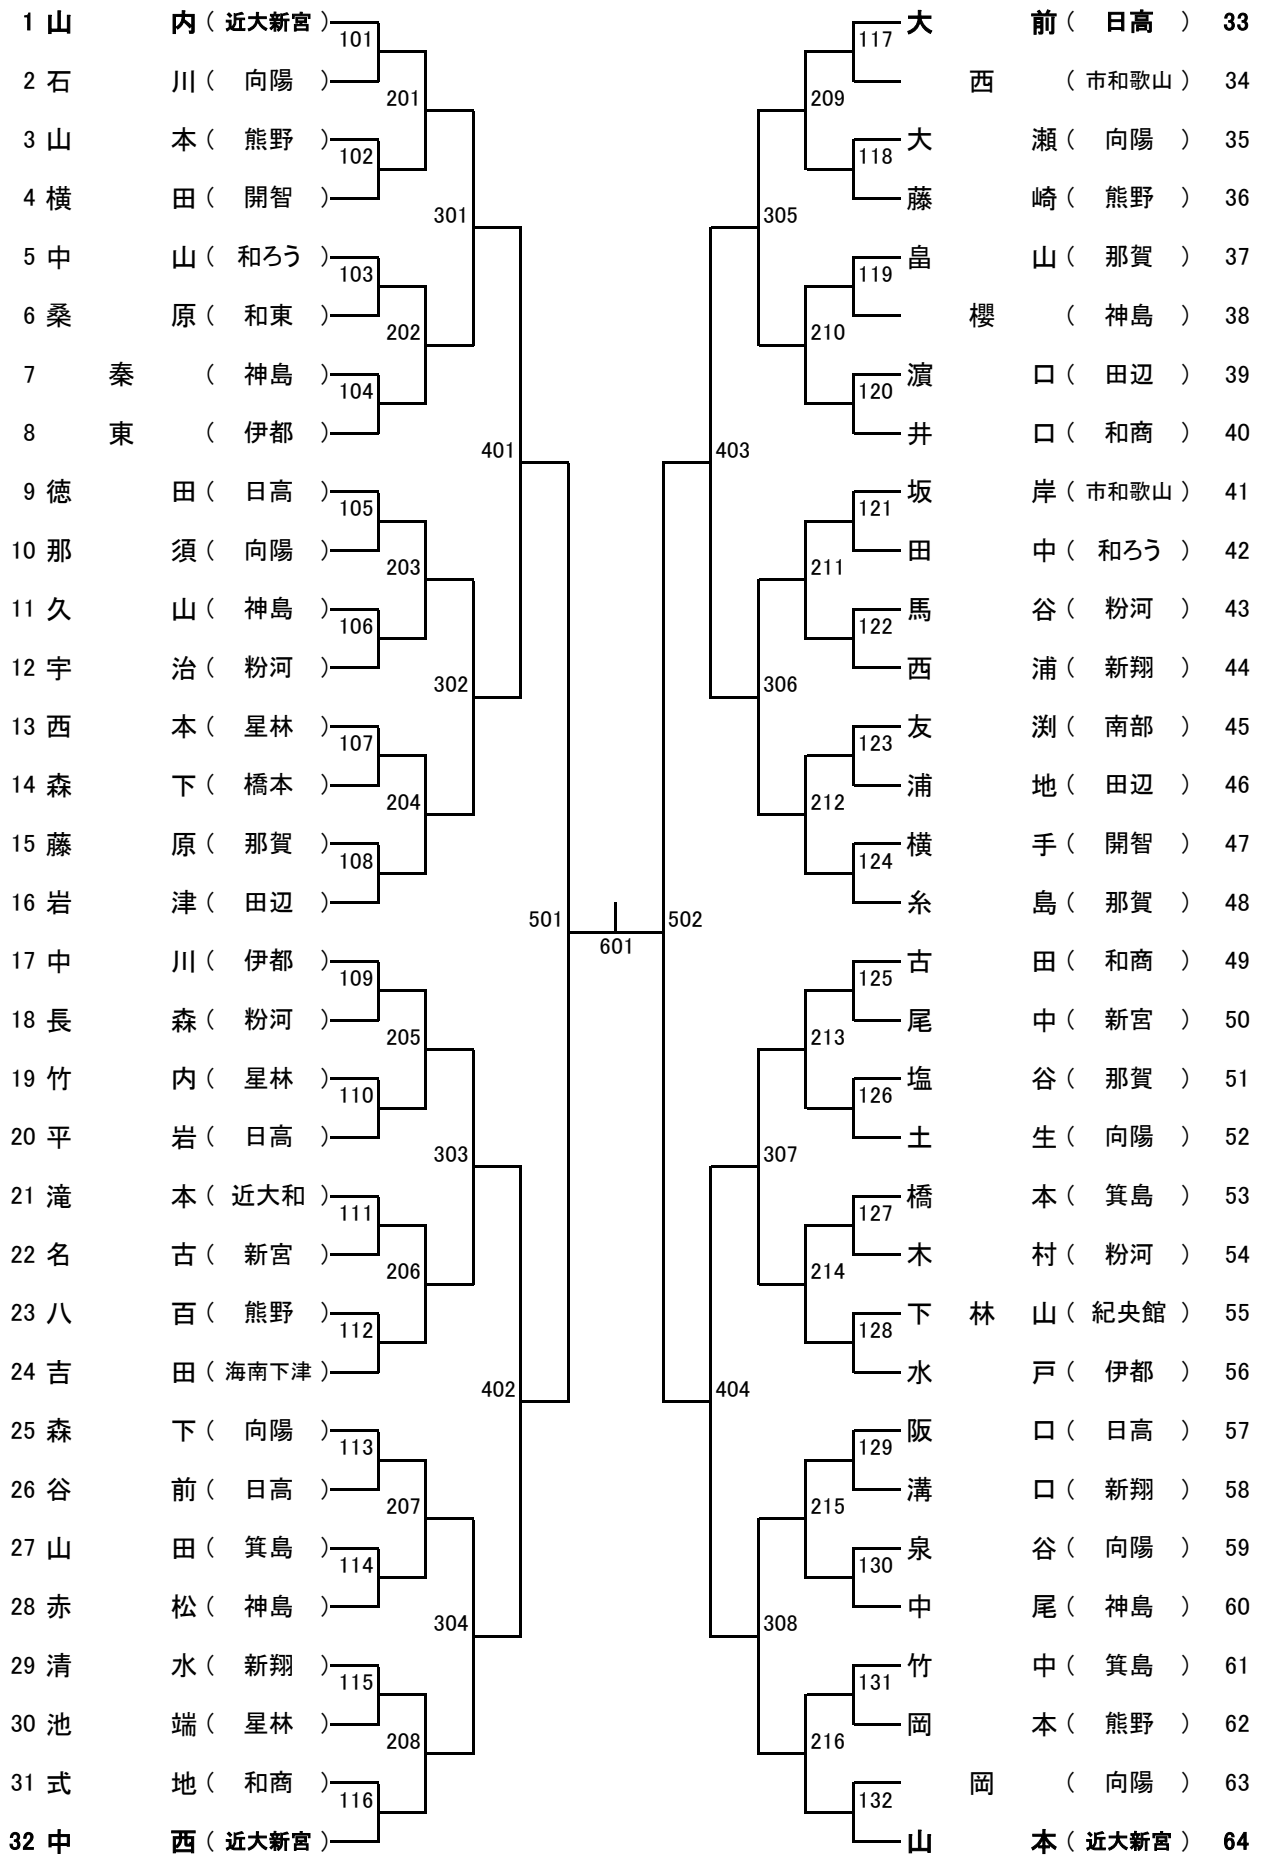 1 山 内 ( 近大新宮 )
101
2 石 川 ( 向陽 )
201
3 山 本 ( 熊野 )
102
4 横 田 ( 開智 )
301
5 中 山 ( 和ろう )
103
6 桑 原 ( 和東 )
202
7 秦 ( 神島 )
104
8 東 ( 伊都 )
401
9 徳 田 ( 日高 )
105
10 那 須 ( 向陽 )
203
11 久 山 ( 神島 )
106
12 宇 治 ( 粉河 )
302
13 西 本 ( 星林 )
107
14 森 下 ( 橋本 )
204
15 藤 原 ( 那賀 )
108
16 岩 津 ( 田辺 )
501
17 中 川 ( 伊都 )
109
18 長 森 ( 粉河 )
205
19 竹 内 ( 星林 )
110
20 平 岩 ( 日高 )
303
21 滝 本 ( 近大和 )
111
22 名 古 ( 新宮 )
206
23 八 百 ( 熊野 )
112
24 吉 田 ( 海南下津 )
402
25 森 下 ( 向陽 )
113
26 谷 前 ( 日高 )
207
27 山 田 ( 箕島 )
114
28 赤 松 ( 神島 )
304
29 清 水 ( 新翔 )
115
30 池 端 ( 星林 )
208
31 式 地 ( 和商 )
116
32 中 西 ( 近大新宮 )
601
大 前 ( 日高 ) 33
117
西 ( 市和歌山 ) 34
209
大 瀬 ( 向陽 ) 35
118
藤 崎 ( 熊野 ) 36
305
畠 山 ( 那賀 ) 37
119
櫻 ( 神島 ) 38
210
濵 口 ( 田辺 ) 39
120
井 口 ( 和商 ) 40
403
坂 岸 ( 市和歌山 ) 41
121
田 中 ( 和ろう ) 42
211
馬 谷 ( 粉河 ) 43
122
西 浦 ( 新翔 ) 44
306
友 渕 ( 南部 ) 45
123
浦 地 ( 田辺 ) 46
212
横 手 ( 開智 ) 47
124
糸 島 ( 那賀 ) 48
502
古 田 ( 和商 ) 49
125
尾 中 ( 新宮 ) 50
213
塩 谷 ( 那賀 ) 51
126
土 生 ( 向陽 ) 52
307
橋 本 ( 箕島 ) 53
127
木 村 ( 粉河 ) 54
214
下 林 山 ( 紀央館 ) 55
128
水 戸 ( 伊都 ) 56
404
阪 口 ( 日高 ) 57
129
溝 口 ( 新翔 ) 58
215
泉 谷 ( 向陽 ) 59
130
中 尾 ( 神島 ) 60
308
竹 中 ( 箕島 ) 61
131
岡 本 ( 熊野 ) 62
216
岡 ( 向陽 ) 63
132
山 本 ( 近大新宮 ) 64